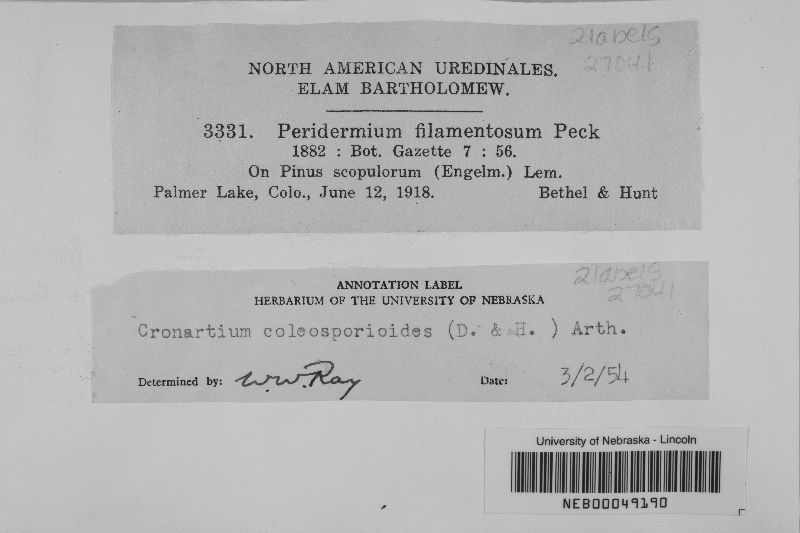 2labels
27041
NORTH AMERICAN UREDINALES.
ELAM BARTHOLOMEW.
3331. Peridermium filamentosum Peck
1882 : Bot. Gazette 7 : 56.
On Pinus scopulorum (Engelm.) Lem.
Palmer Lake, Colo., June 12, 1918. Bethel & Hunt
2labels
27041
ANNOTATION LABEL
HERBARIUM OF THE UNIVERSITY OF NEBRASKA
Cronartium coleosporioides (D. & H. ) Arth.
Determined by: W.W. Ray Date: 3/2/54
University of Nebraska - Lincoln
NEB00049190